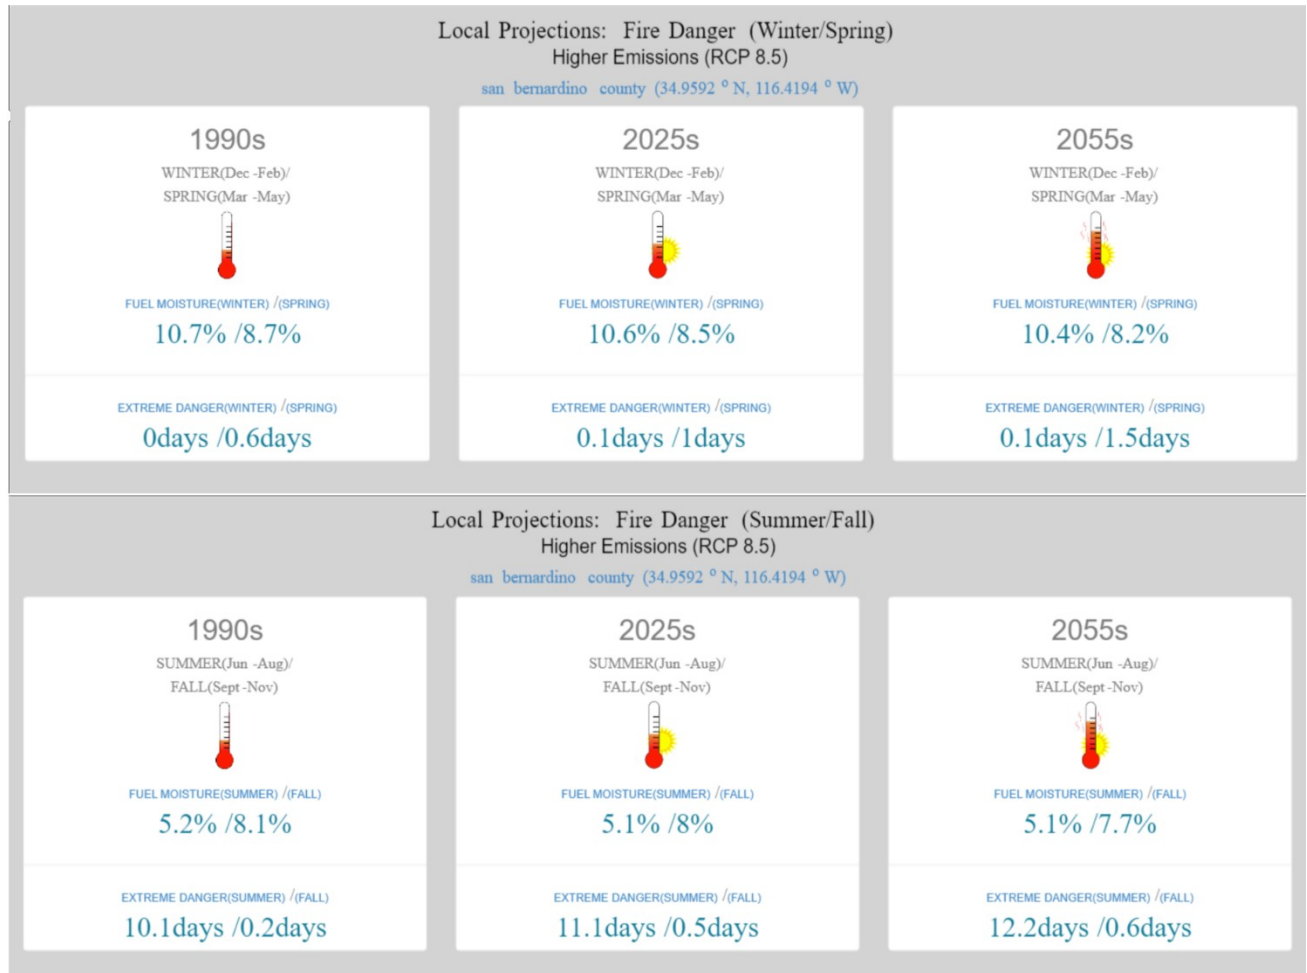 Local Projections: Fire Danger (Winter/Spring)
Higher Emissions (RCP 8.5)
san bernardino county (34.9592 ° N, 116.4194 ° W)
1990s
WINTER(Dec -Feb)/
SPRING(Mar -May)
FUEL MOISTURE(WINTER) /(SPRING)
10.7% /8.7%
EXTREME DANGER(WINTER) /(SPRING)
0days /0.6days
2025s
WINTER(Dec -Feb)/
SPRING(Mar -May)
FUEL MOISTURE(WINTER) /(SPRING)
10.6% /8.5%
EXTREME DANGER(WINTER) /(SPRING)
0.1days /1days
2055s
WINTER(Dec -Feb)/
SPRING(Mar -May)
FUEL MOISTURE(WINTER) /(SPRING)
10.4% /8.2%
EXTREME DANGER(WINTER) /(SPRING)
0.1days /1.5days
Local Projections: Fire Danger (Summer/Fall)
Higher Emissions (RCP 8.5)
san bernardino county (34.9592 ° N, 116.4194 ° W)
1990s
SUMMER(Jun -Aug)/
FALL(Sept -Nov)
FUEL MOISTURE(SUMMER) /(FALL)
5.2% /8.1%
EXTREME DANGER(SUMMER) /(FALL)
10.1days /0.2days
2025s
SUMMER(Jun -Aug)/
FALL(Sept -Nov)
FUEL MOISTURE(SUMMER) /(FALL)
5.1% /8%
EXTREME DANGER(SUMMER) /(FALL)
11.1days /0.5days
2055s
SUMMER(Jun -Aug)/
FALL(Sept -Nov)
FUEL MOISTURE(SUMMER) /(FALL)
5.1% /7.7%
EXTREME DANGER(SUMMER) /(FALL)
12.2days /0.6days